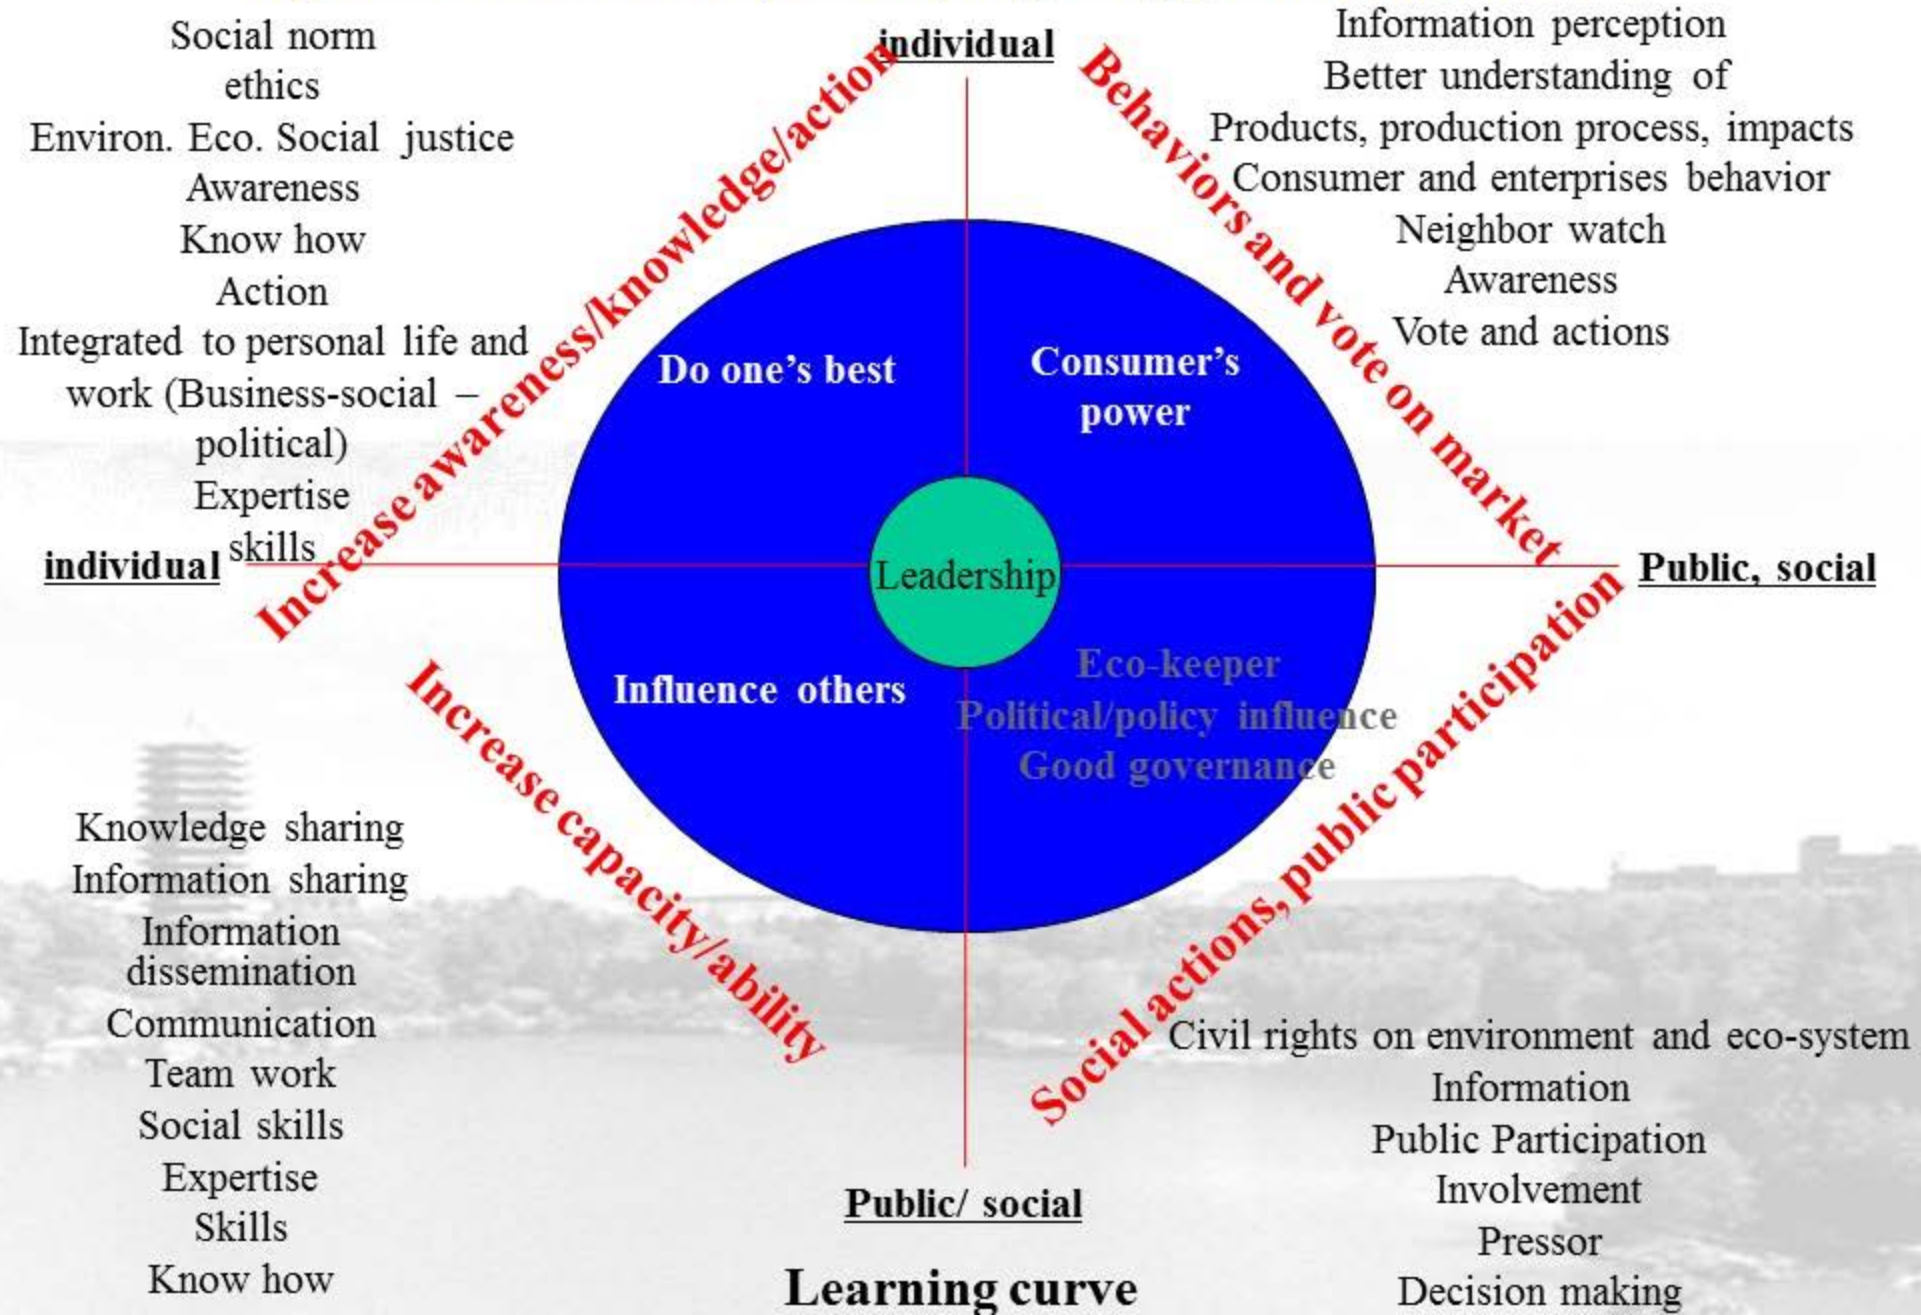 individual
Social norm
ethics
Environ. Eco. Social justice
Awareness
Know how
Action
Integrated to personal life and
work (Business-social –
political)
Expertise
skills
Increase awareness/knowledge/action
Information perception
Better understanding of
Products, production process, impacts
Consumer and enterprises behavior
Neighbor watch
Awareness
Vote and actions
Behaviors and vote on market
Do one's best
Consumer's
power
individual
Leadership
Public, social
Influence others
Eco-keeper
Political/policy influence
Good governance
Increase capacity/ability
Knowledge sharing
Information sharing
Information
dissemination
Communication
Team work
Social skills
Expertise
Skills
Know how
Social actions, public participation
Civil rights on environment and eco-system
Information
Public Participation
Involvement
Pressor
Decision making
Public/ social
Learning curve